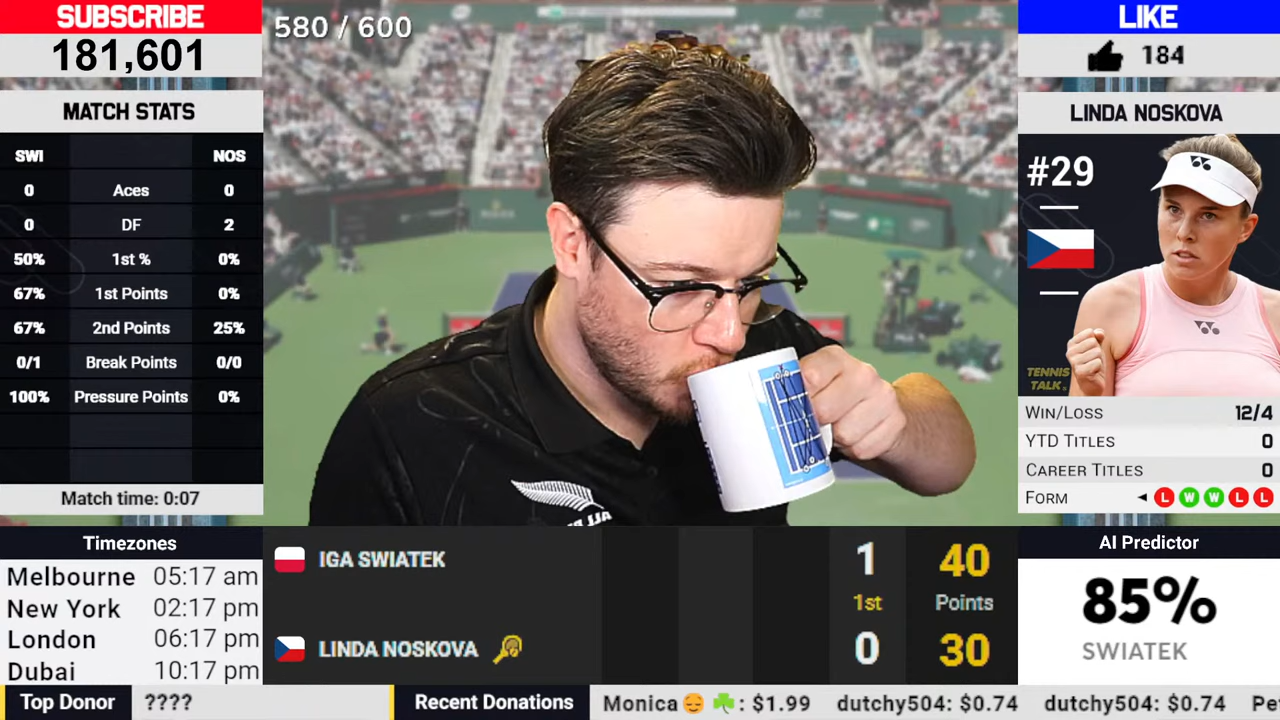 SUBSCRIBE
181,601
MATCH STATS
SWI NOS
0 Aces 0
0 DF 2
50% 1st % 0%
67% 1st Points 0%
67% 2nd Points 25%
0/1 Break Points 0/0
100% Pressure Points 0%
Match time: 0:07
Timezones
Melbourne 05:17 am
New York 02:17 pm
London 06:17 pm
Dubai 10:17 pm
580 / 600
IGA SWIATEK 1 40
1st Points
LINDA NOSKOVA 0 30
LIKE
184
LINDA NOSKOVA
#29
TENNIS
TALK
WIN/LOSS 12/4
YTD TITLES 0
CAREER TITLES 0
FORM L W W L L
AI Predictor
85%
SWIATEK
Top Donor ???? Recent Donations Monica😌☘️: $1.99 dutchy504: $0.74 dutchy504: $0.74 Pe